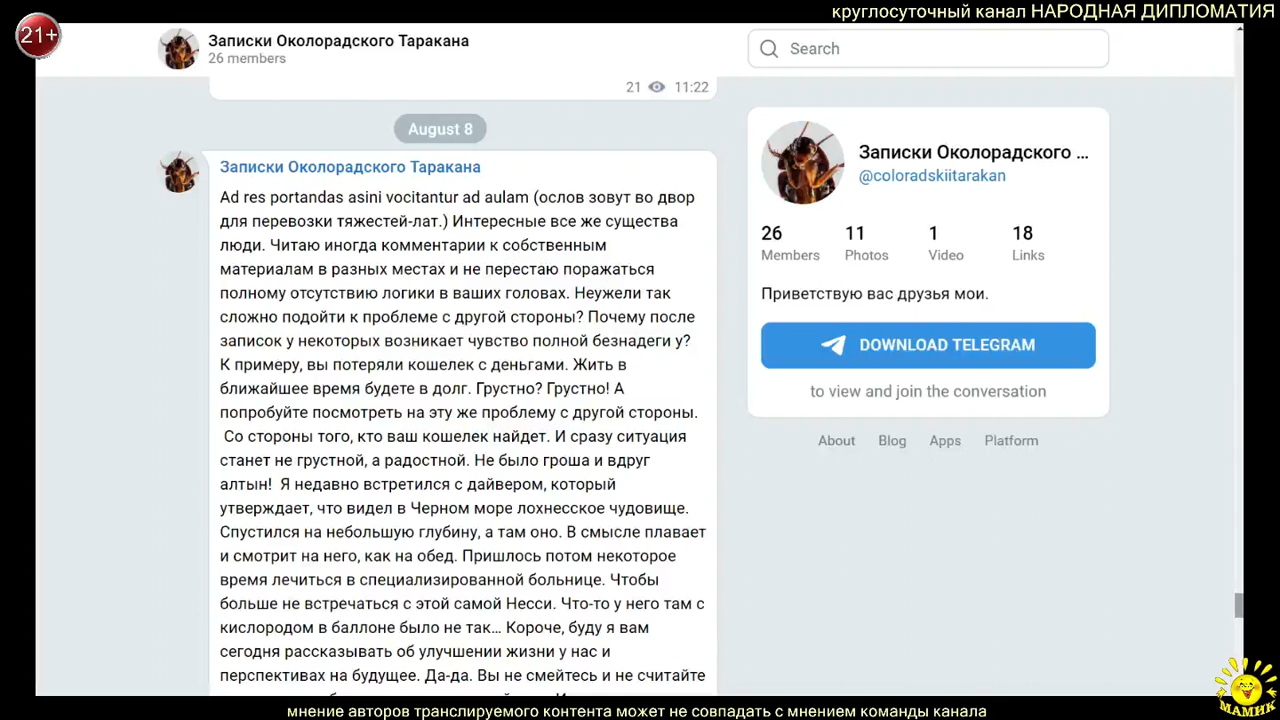 круглосуточный канал НАРОДНАЯ ДИПЛОМАТИЯ
21+
Записки Околорадского Таракана
26 members
Search
21 11:22
August 8
Записки Околорадского Таракана
Ad res portandas asini vocitantur ad aulam (ослов зовут во двор
для перевозки тяжестей-лат.) Интересные все же существа
люди. Читаю иногда комментарии к собственным
материалам в разных местах и не перестаю поражаться
полному отсутствию логики в ваших головах. Неужели так
сложно подойти к проблеме с другой стороны? Почему после
записок у некоторых возникает чувство полной безнадеги у?
К примеру, вы потеряли кошелек с деньгами. Жить в
ближайшее время будете в долг. Грустно? Грустно! А
попробуйте посмотреть на эту же проблему с другой стороны.
Со стороны того, кто ваш кошелек найдет. И сразу ситуация
станет не грустной, а радостной. Не было гроша и вдруг
алтын! Я недавно встретился с дайвером, который
утверждает, что видел в Черном море лохнесское чудовище.
Спустился на небольшую глубину, а там оно. В смысле плавает
и смотрит на него, как на обед. Пришлось потом некоторое
время лечиться в специализированной больнице. Чтобы
больше не встречаться с этой самой Несси. Что-то у него там с
кислородом в баллоне было не так… Короче, буду я вам
сегодня рассказывать об улучшении жизни у нас и
перспективах на будущее. Да-да. Вы не смейтесь и не считайте
Записки Околорадского ...
@coloradskiitarakan
26 11 1 18
Members Photos Video Links
Приветствую вас друзья мои.
DOWNLOAD TELEGRAM
to view and join the conversation
About Blog Apps Platform
МАМИК
мнение авторов транслируемого контента может не совпадать с мнением команды канала